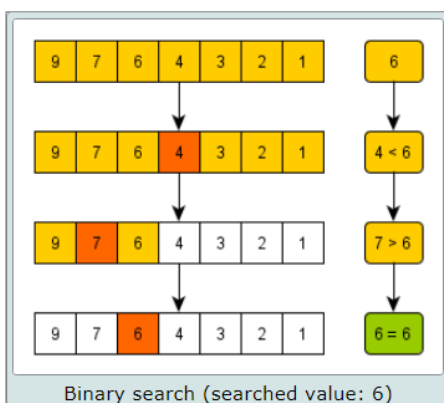 9 7 6 4 3 2 1 6
9 7 6 4 3 2 1 4 < 6
9 7 6 4 3 2 1 7 > 6
9 7 6 4 3 2 1 6 = 6
Binary search (searched value: 6)